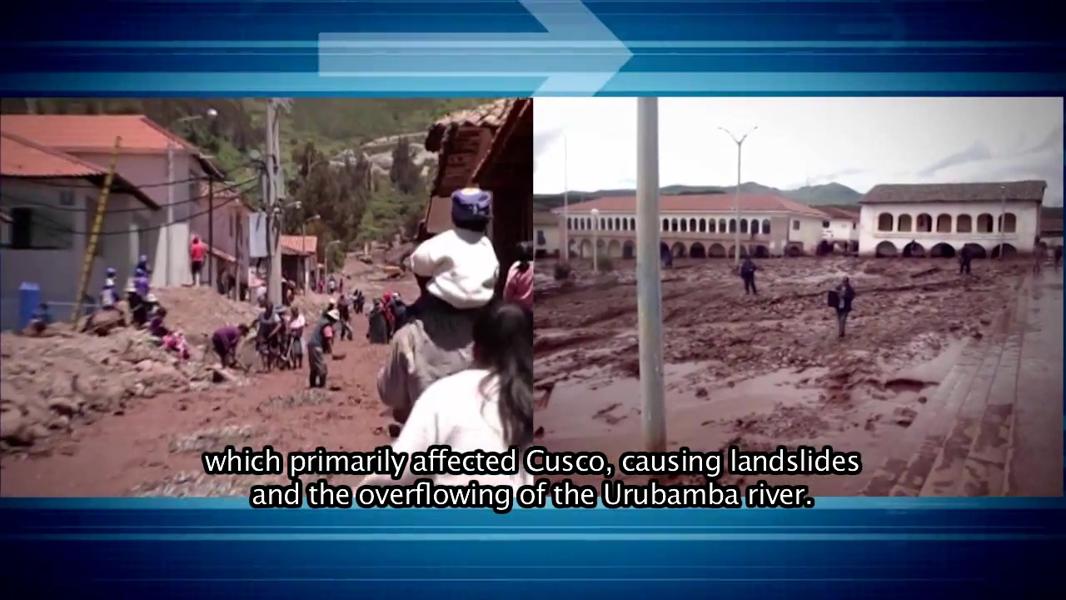 which primarily affected Cusco, causing landslides
and the overflowing of the Urubamba river.